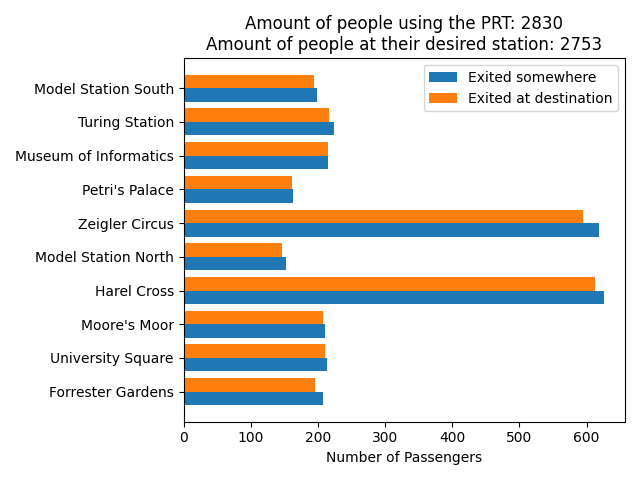 Amount of people using the PRT: 2830
Amount of people at their desired station: 2753
Exited somewhere
Exited at destination
Model Station South
Turing Station
Museum of Informatics
Petri's Palace
Zeigler Circus
Model Station North
Harel Cross
Moore's Moor
University Square
Forrester Gardens
0 100 200 300 400 500 600
Number of Passengers